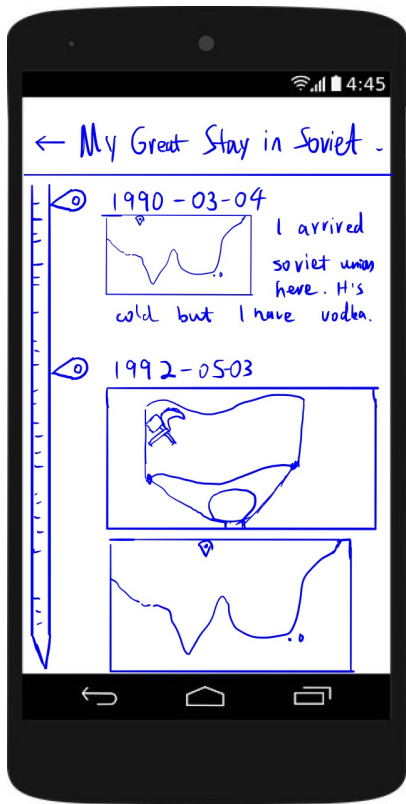 4:45
← My Great Stay in Soviet.
1990-03-04
I arrived
soviet union
here. It's
cold but I have vodka.
1992-05-03